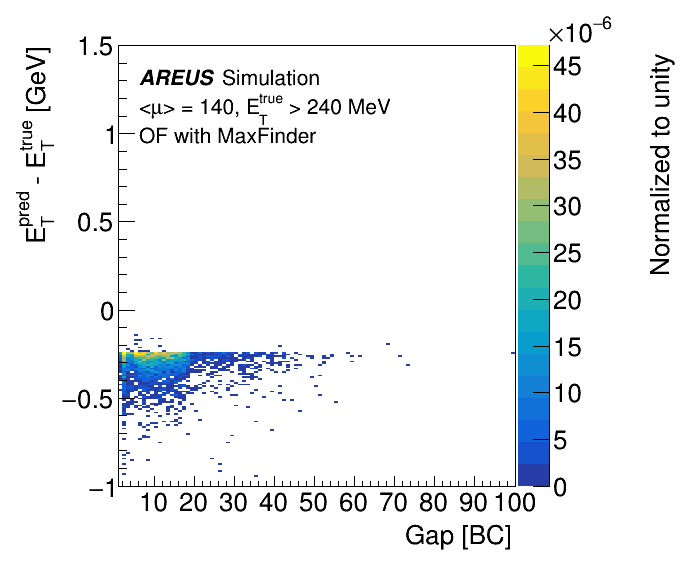 ×10⁻⁶
AREUS Simulation
<μ> = 140, E_T^true > 240 MeV
OF with MaxFinder
E_T^pred - E_T^true [GeV]
1.5
1
0.5
0
−0.5
−1
10 20 30 40 50 60 70 80 90 100
Gap [BC]
45
40
35
30
25
20
15
10
5
0
Normalized to unity